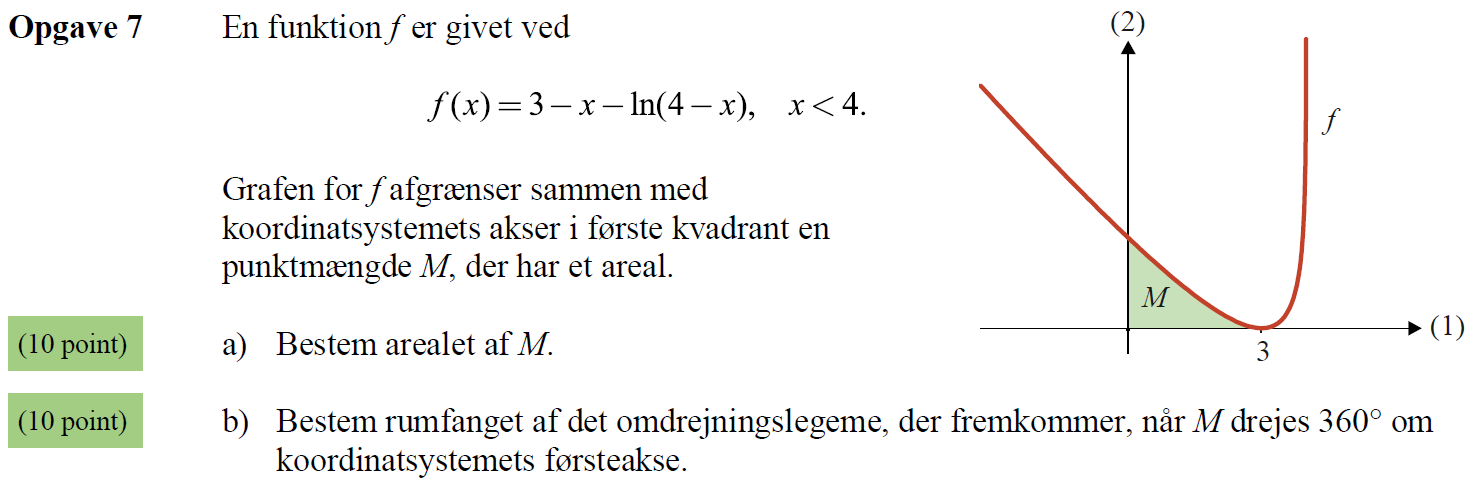 Opgave 7 En funktion f er givet ved
(2)
f(x) = 3 − x − ln(4 − x), x < 4.
f
Grafen for f afgrænser sammen med
koordinatsystemets akser i første kvadrant en
punktmængde M, der har et areal.
M
(1)
3
(10 point) a) Bestem arealet af M.
(10 point) b) Bestem rumfanget af det omdrejningslegeme, der fremkommer, når M drejes 360° om
koordinatsystemets førsteakse.